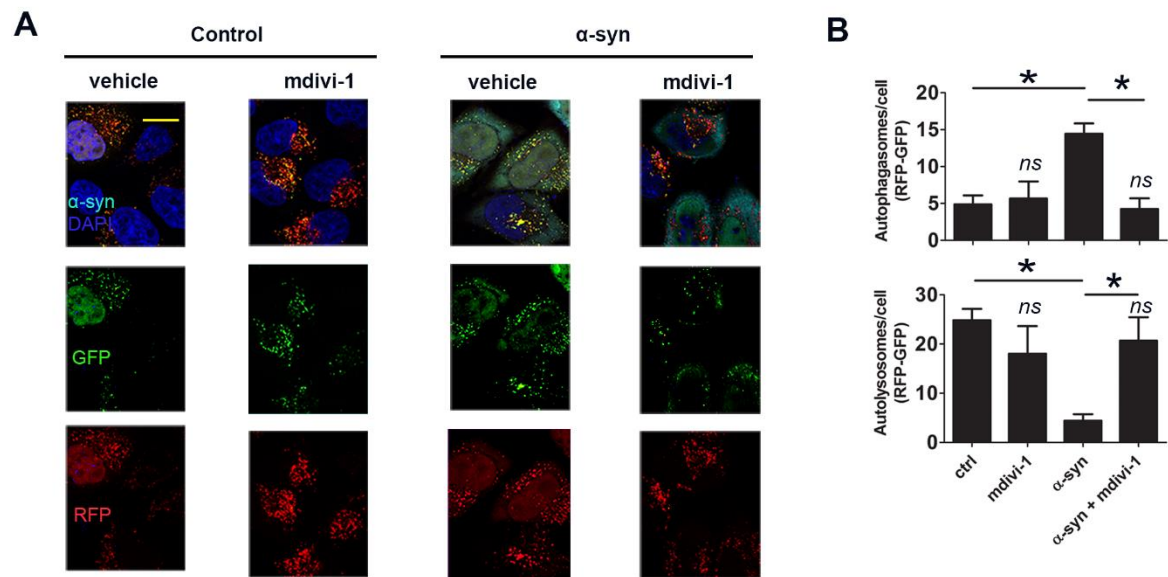 A
Control
α-syn
vehicle
mdivi-1
vehicle
mdivi-1
α-syn
DAPI
GFP
RFP
B
*
*
20
15
10
5
0
ns
ns
Autophagasomes/cell
(RFP-GFP)
*
*
30
20
10
0
ns
ns
Autolysosomes/cell
(RFP-GFP)
ctrl
mdivi-1
α-syn
α-syn + mdivi-1